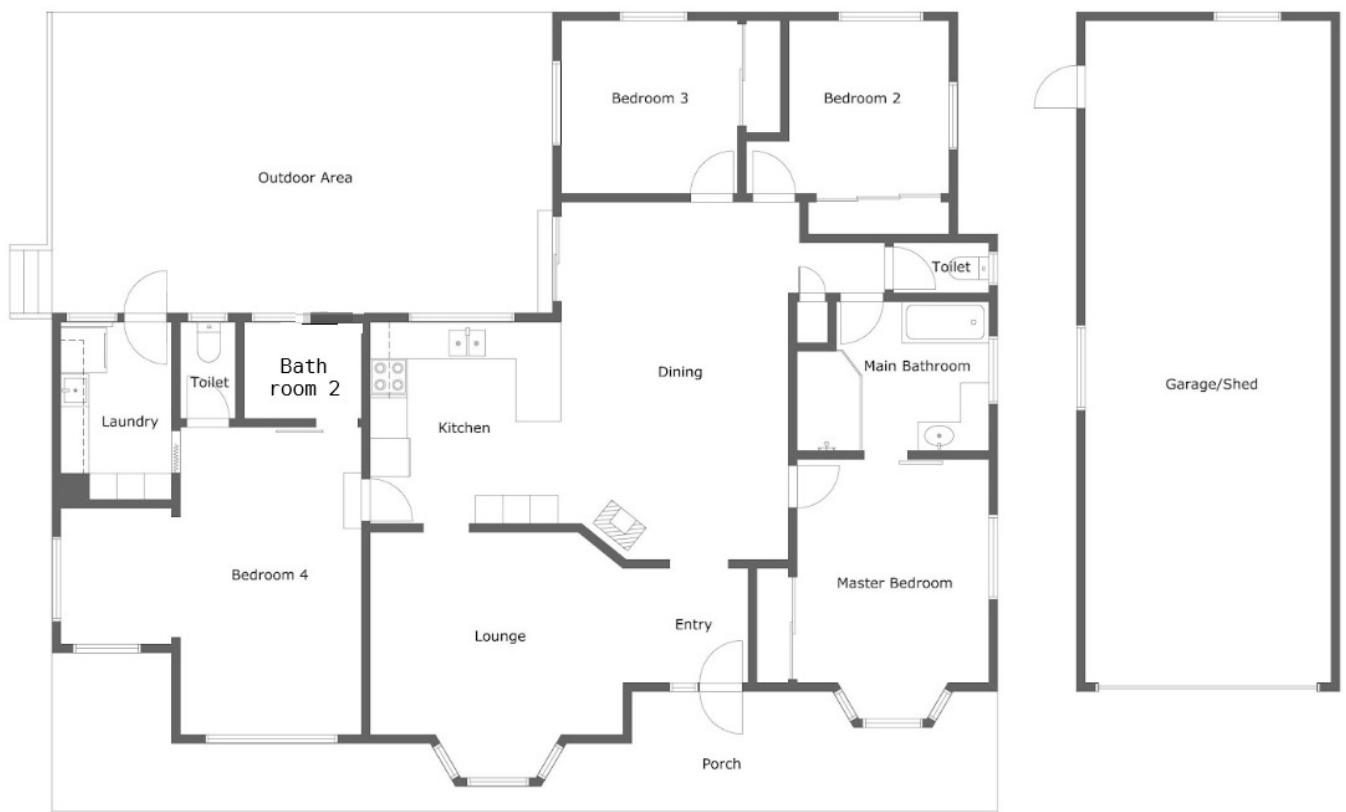 Bedroom 3
Bedroom 2
Outdoor Area
Toilet
Bath
room 2
Main Bathroom
Dining
Toilet
Garage/Shed
Laundry
Kitchen
Bedroom 4
Master Bedroom
Lounge
Entry
Porch